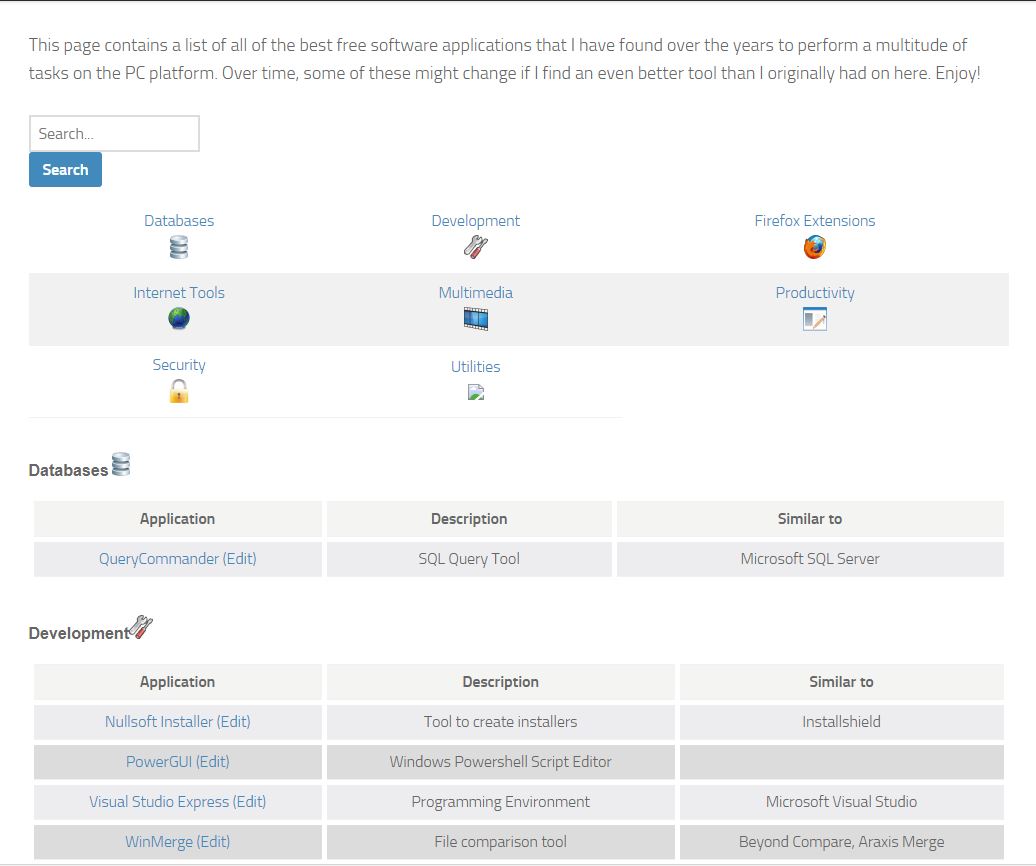 This page contains a list of all of the best free software applications that I have found over the years to perform a multitude of
tasks on the PC platform. Over time, some of these might change if I find an even better tool than I originally had on here. Enjoy!
Search...
Search
Databases Development Firefox Extensions
Internet Tools Multimedia Productivity
Security Utilities
Databases
Application Description Similar to
QueryCommander (Edit) SQL Query Tool Microsoft SQL Server
Development
Application Description Similar to
Nullsoft Installer (Edit) Tool to create installers Installshield
PowerGUI (Edit) Windows Powershell Script Editor
Visual Studio Express (Edit) Programming Environment Microsoft Visual Studio
WinMerge (Edit) File comparison tool Beyond Compare, Araxis Merge